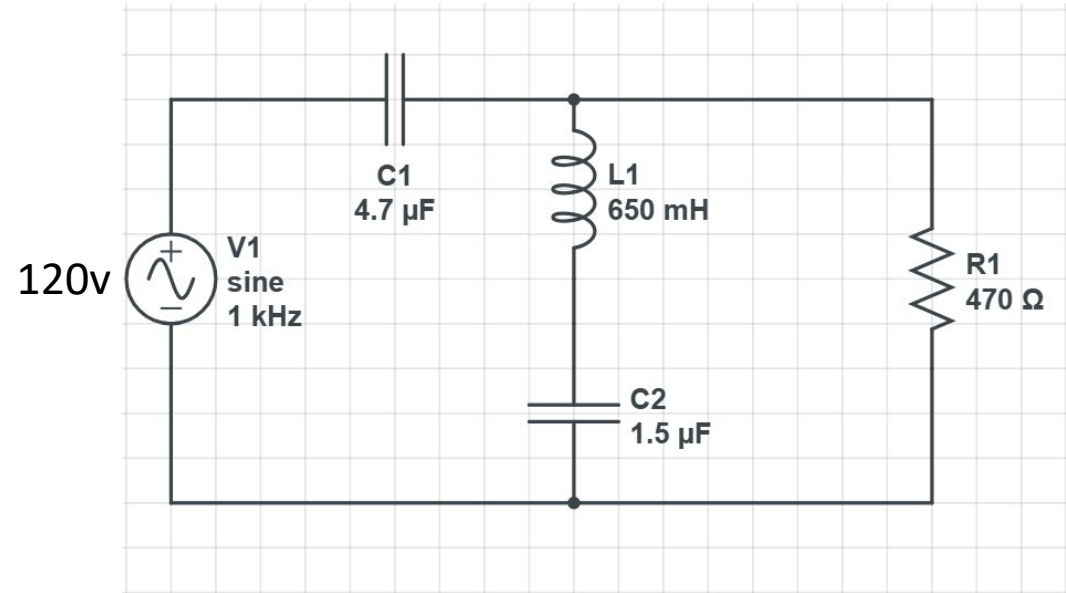 C1
4.7 µF
L1
650 mH
120v
V1
sine
1 kHz
R1
470 Ω
C2
1.5 µF